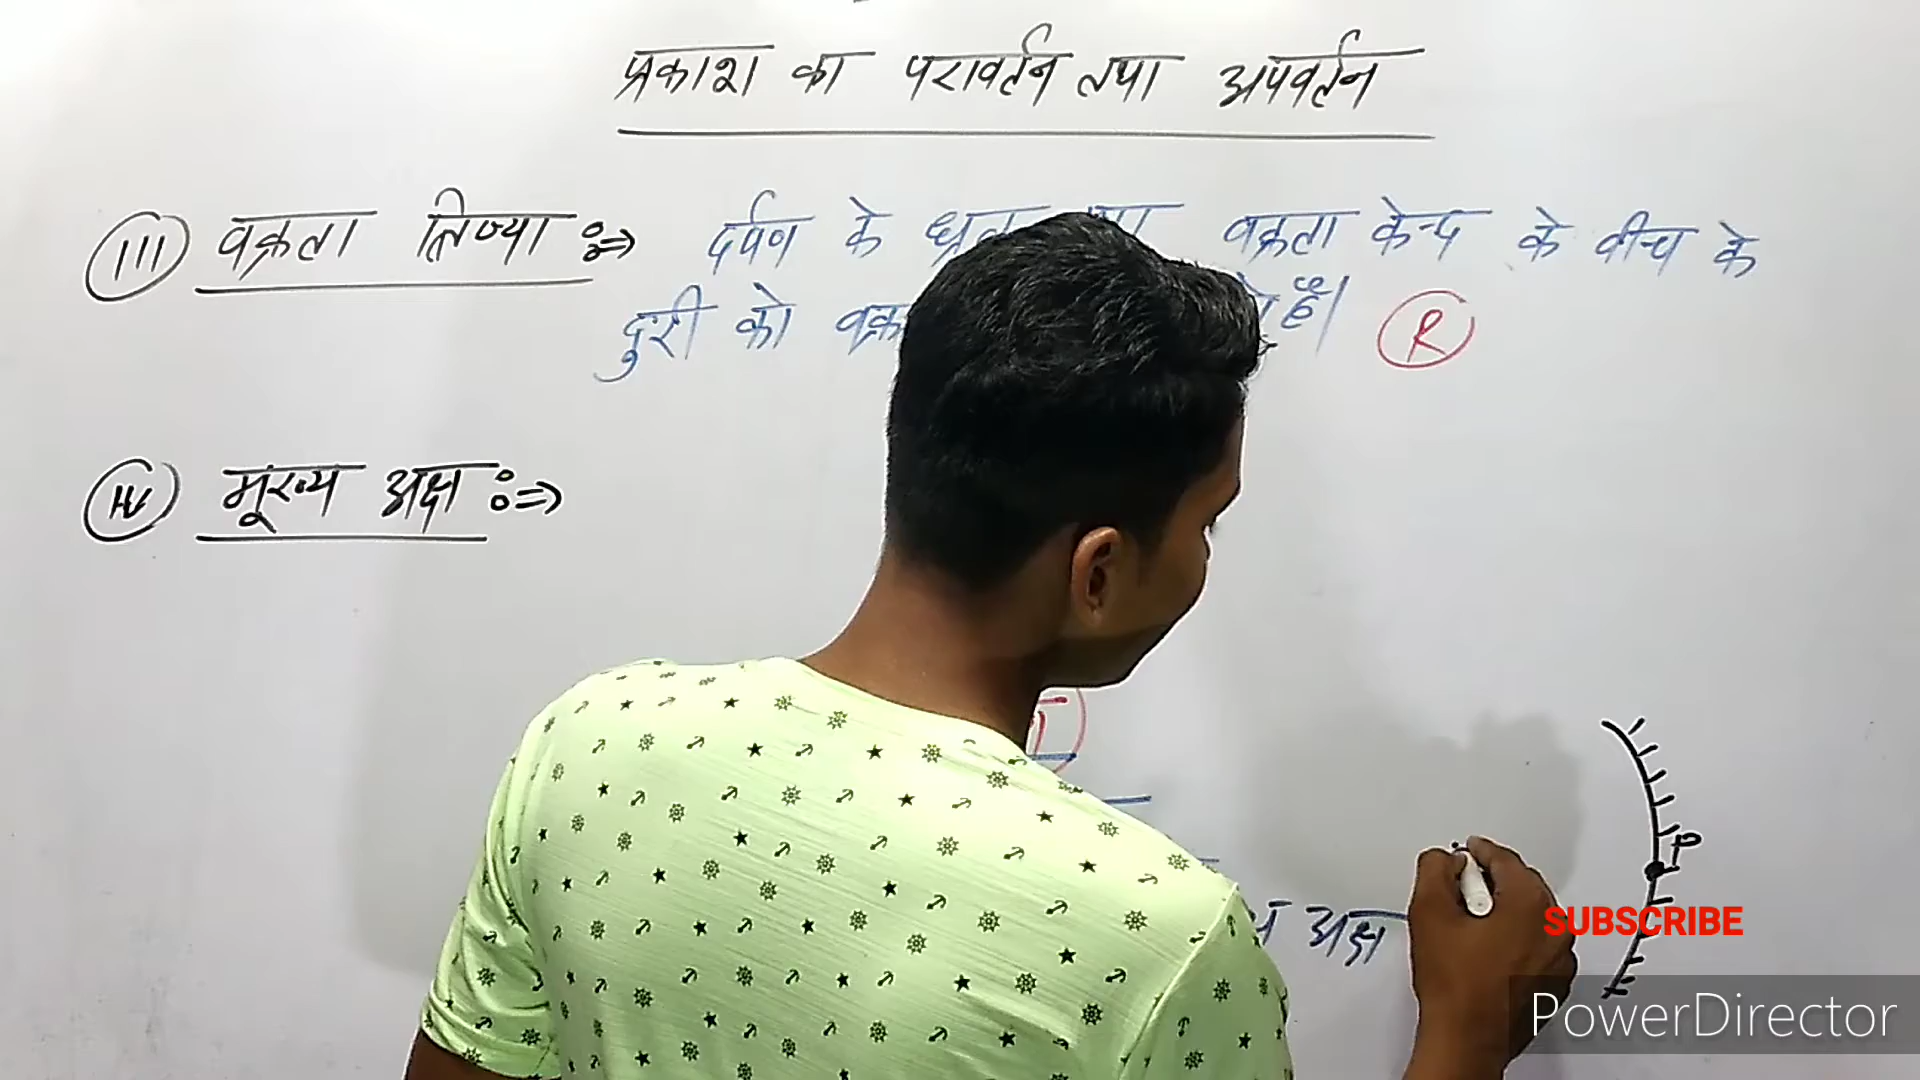 प्रकाश का परावर्तन तथा अपवर्तन
(iii) वक्रता त्रिज्या :⇒ दर्पण के वक्रता केन्द्र के बीच के
दुरी को हैं। R
(iv) मूख्य अक्ष :⇒
P
अक्ष
SUBSCRIBE
PowerDirector